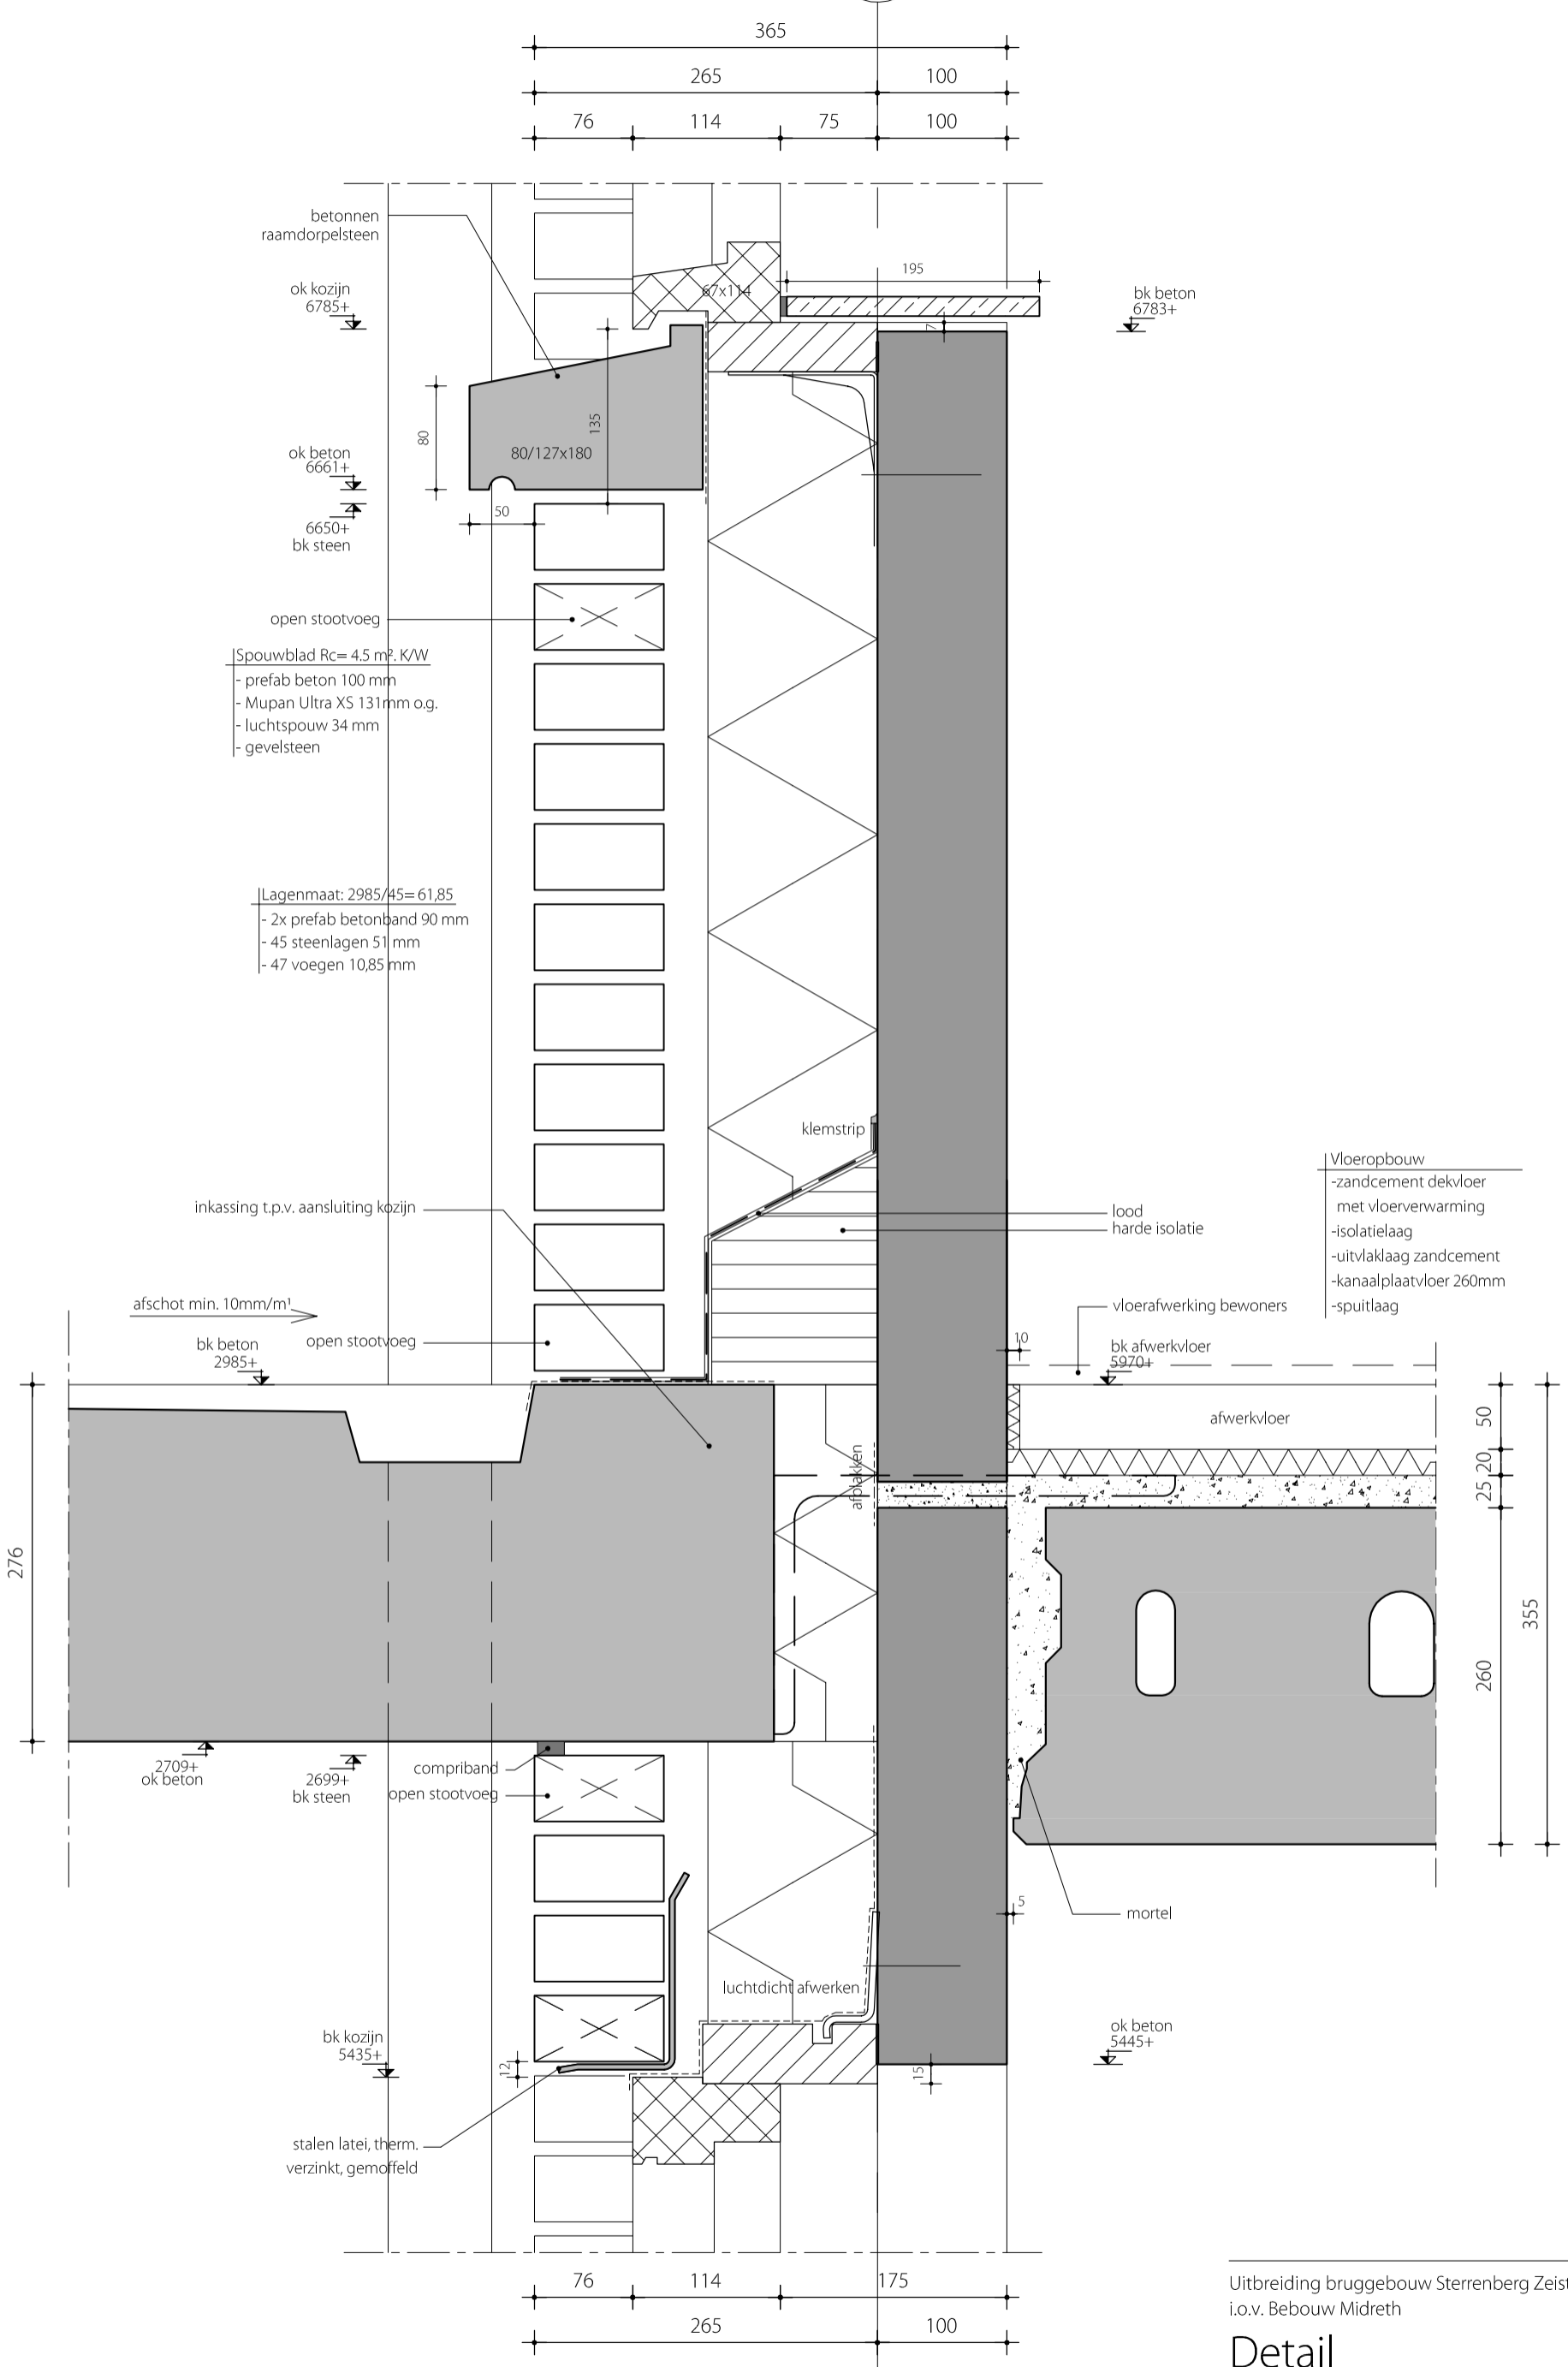 365
265 100
76 114 75 100
betonnen
raamdorpelsteen
195
67x114
ok kozijn
6785+
bk beton
6783+
7
135
80
80/127x180
ok beton
6661+
50
6650+
bk steen
open stootvoeg
Spouwblad Rc= 4.5 m². K/W
- prefab beton 100 mm
- Mupan Ultra XS 131mm o.g.
- luchtspouw 34 mm
- gevelsteen
Lagenmaat: 2985/45= 61,85
- 2x prefab betonband 90 mm
- 45 steenlagen 51 mm
- 47 voegen 10,85 mm
klemstrip
Vloeropbouw
-zandcement dekvloer
met vloerverwarming
-isolatielaag
-uitvlaklaag zandcement
-kanaalplaatvloer 260mm
-spuitlaag
inkassing t.p.v. aansluiting kozijn
lood
harde isolatie
afschot min. 10mm/m¹
vloerafwerking bewoners
open stootvoeg
bk beton
2985+
10
bk afwerkvloer
5970+
afwerkvloer
50
20
25
260
355
afplakken
276
2709+
ok beton
2699+
bk steen
compriband
open stootvoeg
5
mortel
luchtdicht afwerken
bk kozijn
5435+
ok beton
5445+
12
15
stalen latei, therm.
verzinkt, gemoffeld
76 114 175
265 100
Uitbreiding bruggebouw Sterrenberg Zeist
i.o.v. Bebouw Midreth
Detail